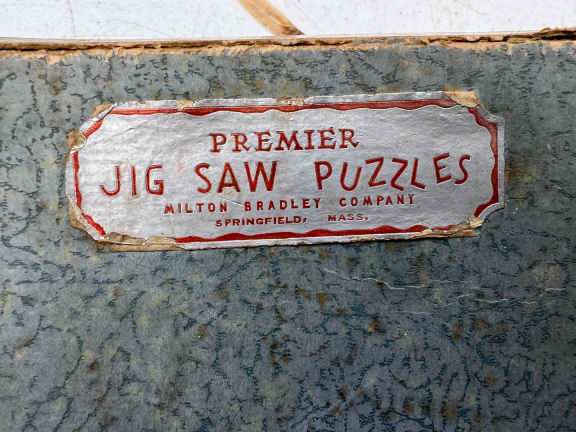 PREMIER
JIG SAW PUZZLES
MILTON BRADLEY COMPANY
SPRINGFIELD, MASS.